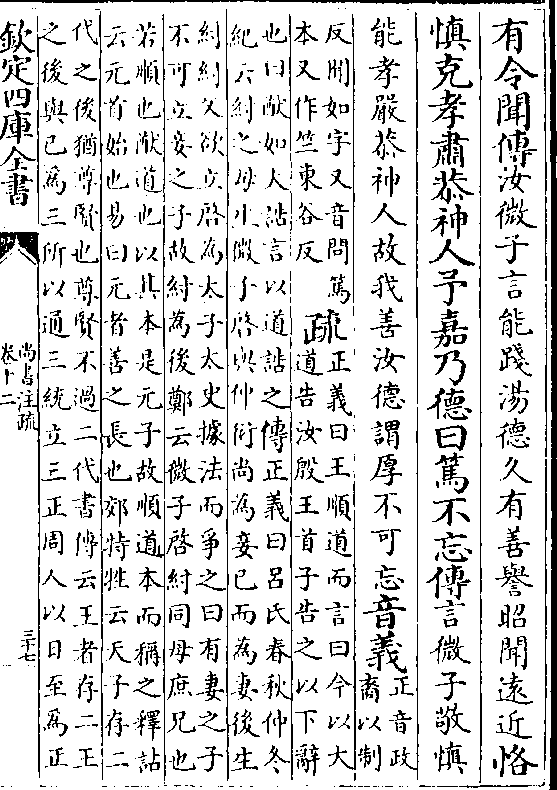 有令聞傳汝微子言能踐湯德久有善譽昭聞遠近恪
慎克孝肅恭神人予嘉乃德曰篤不忘傳言微子敬慎
能孝嚴恭神人故我善汝德謂厚不可忘音義正音政
裔以制
反聞如字又音問篤
本又作竺東谷反
疏正義曰王順道而言曰今以大
道告汝殷王首子告之以下辭
也曰猷如大誥言以道誥之傳正義曰呂氏春秋仲冬
紀云紂之母生微子啓與仲衍尚為妾已而為妻後生
紂紂父欲立啓為太子太史據法而爭之曰有妻之子
不可立妾之子故紂為後鄭云微子啓紂同母庶兄也
若順也猷道也以其本是元子故順道本而稱之釋詁
云元首始也易曰元者善之長也郊特牲云天子存二
代之後猶尊賢也尊賢不過二代書傳云王者存二王
之後與已為三所以通三統立三正周人以日至為正
欽定四庫全書
尚書注疏
卷十二
三十七